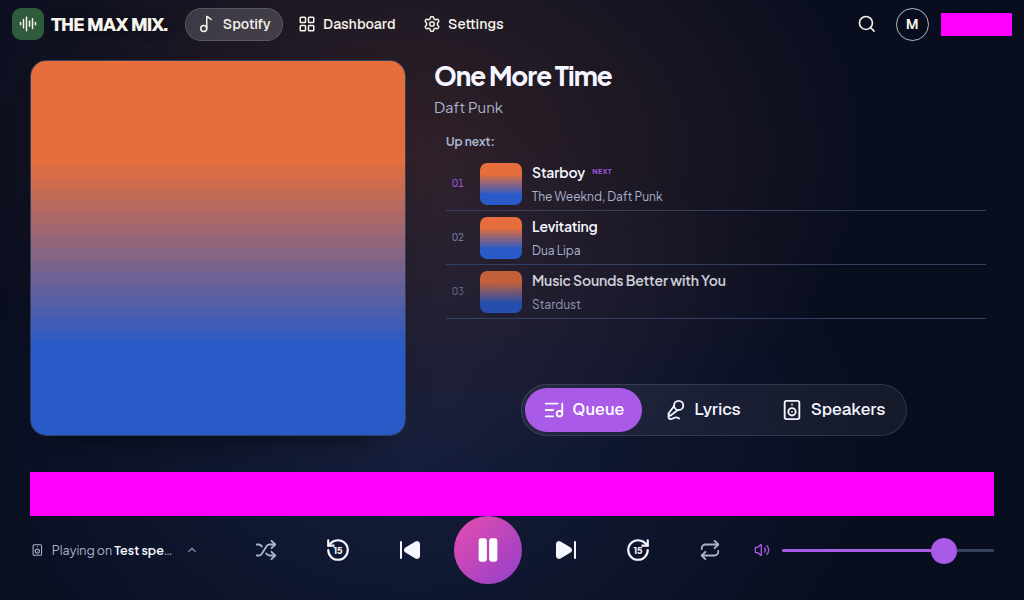 THE MAX MIX.
Spotify
Dashboard
Settings
M
One More Time
Daft Punk
Up next:
01
Starboy NEXT
The Weeknd, Daft Punk
02
Levitating
Dua Lipa
03
Music Sounds Better with You
Stardust
Queue
Lyrics
Speakers
Playing on Test spe...
15
15